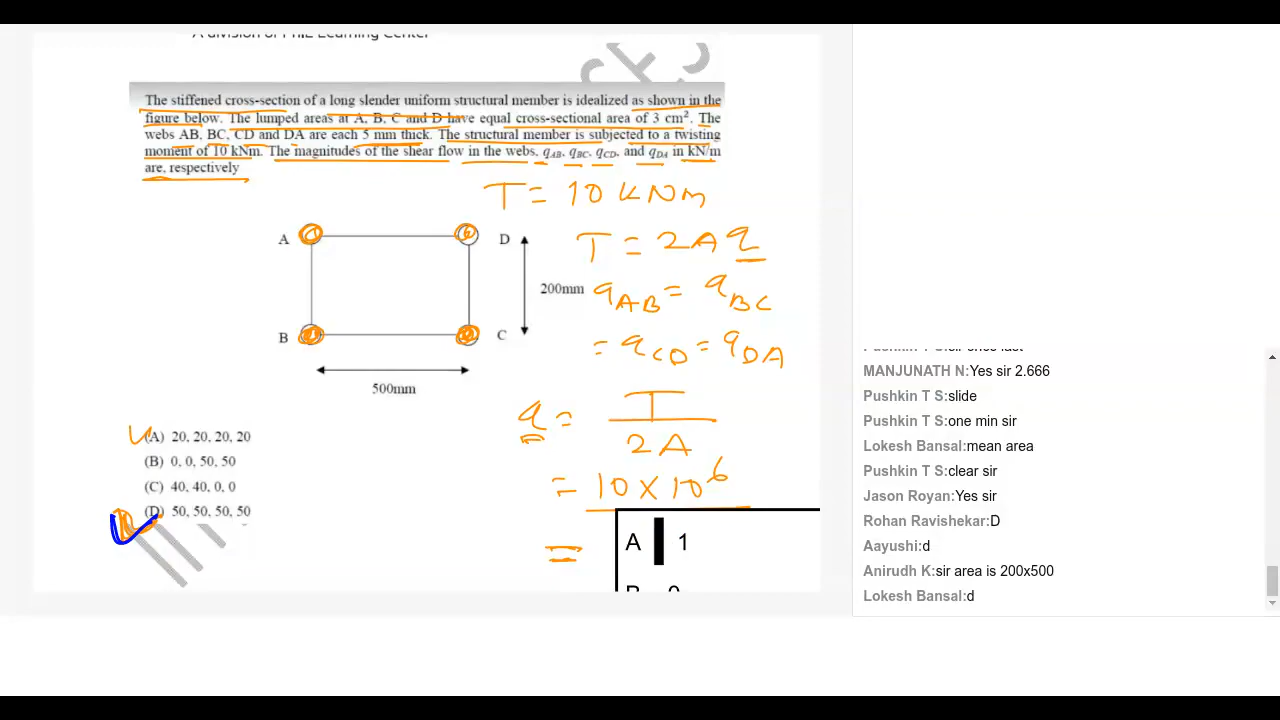 A division of PhIE Learning Center
The stiffened cross-section of a long slender uniform structural member is idealized as shown in the
figure below. The lumped areas at A, B, C and D have equal cross-sectional area of 3 cm². The
webs AB, BC, CD and DA are each 5 mm thick. The structural member is subjected to a twisting
moment of 10 kNm. The magnitudes of the shear flow in the webs, qAB, qBC, qCD, and qDA in kN/m
are, respectively
T = 10 KNm
A
D
T = 2Aq
200mm
qAB = qBC
B
C
= qCD = qDA
500mm
q = T
2A
= 10 X 10⁶
=
(A) 20, 20, 20, 20
(B) 0, 0, 50, 50
(C) 40, 40, 0, 0
(D) 50, 50, 50, 50
A 1
MANJUNATH N:Yes sir 2.666
Pushkin T S:slide
Pushkin T S:one min sir
Lokesh Bansal:mean area
Pushkin T S:clear sir
Jason Royan:Yes sir
Rohan Ravishekar:D
Aayushi:d
Anirudh K:sir area is 200x500
Lokesh Bansal:d